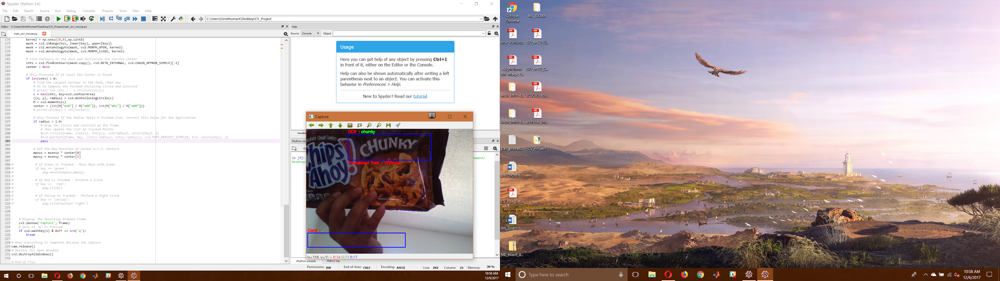 Spyder (Python 3.6)
File Edit Search Source Run Debug Consoles Projects Tools View Help
C:\Users\GirishKumarK\Desktop\CV_Project
Editor - C:\Users\GirishKumarK\Desktop\CV_Project\main_ocr_mouse.py
main_ocr_mouse.py
176 kernel = np.ones((9,9),np.uint8)
177 mask = cv2.inRange(hsv, lower[key], upper[key])
178 mask = cv2.morphologyEx(mask, cv2.MORPH_OPEN, kernel)
179 mask = cv2.morphologyEx(mask, cv2.MORPH_CLOSE, kernel)
180
181 # Find Contours in the Mask and Initialize the Current Center
182 cnts = cv2.findContours(mask.copy(), cv2.RETR_EXTERNAL, cv2.CHAIN_APPROX_SIMPLE)[-2]
183 center = None
184
185 # Only Proceeed If At Least One Center is Found
186 if len(cnts) > 0:
187 # Find the Largest Contour in the Mask, then Use
188 # It to Compute the Minimum Enclosing Circle and Centroid
189 # print('len cnts : ' + str(len(cnts)))
190 c = max(cnts, key=cv2.contourArea)
191 ((x, y), radius) = cv2.minEnclosingCircle(c)
192 M = cv2.moments(c)
193 center = (int(M["m10"] / M["m00"]), int(M["m01"] / M["m00"]))
194 # print(str(key) + str(center))
195
196 # Only Proceed If the Radius Meets A Minimum Size. Correct this Value for the Application
197 if radius > 1.0:
198 # Draw the Circle and Centroid on the Frame
199 # Then Update The List of Tracked Points
200 #cv2.circle(frame, (int(x), int(y)), int(radius), colors[key], 2)
201 #cv2.putText(frame, key, (int(x-radius), int(y-radius)), cv2.FONT_HERSHEY_SIMPLEX, 0.6, colors[key], 2)
202 pass
203
204 # Get the New Position of Cursor w.r.t. Centers
205 mposx = msensx * center[0]
206 mposy = msensy * center[1]
207
208 # # If Green is Tracked - Move Move with Green
209 # if key == 'green':
210 # pag.moveTo(mposx,mposy)
211 #
212 # # If Red is Tracked - Perform a Click
213 # if key == 'red':
214 # pag.click()
215 #
216 # # If Yellow is Tracked - Perform a Right Click
217 # if key == 'yellow':
218 # pag.click(button='right')
219
220
221
222 # Display The Resulting Grabbed Frame
223 cv2.imshow('Capture', frame)
224 # Quit if 'q' is Pressed
225 if cv2.waitKey(1) & 0xFF == ord('q'):
226 break
227
228 # When Everything is Complete Release the Capture
229 cam.release()
230 # Destory All Open Windows
231 cv2.destroyAllWindows()
232
# End of File
Help
Source Console Object
Usage
Here you can get help of any object by pressing Ctrl+I
in front of it, either on the Editor or the Console.
Help can also be shown automatically after writing a left
parenthesis next to an object. You can activate this
behavior in Preferences > Help.
New to Spyder? Read our tutorial
Variable
IPython con
Co
In [7]:
Desktop/
KumarK/
Capture
OCR : chunky
Chocolate Chunk Cookies
CHUNKY
Chips
Ahoy!
Translated Text : t??knnk
Card :
(x=318, y=1) ~ R:34 G:23 B:27
IPython console History log
Permissions: RW End-of-lines: CRLF Encoding: ASCII Line: 202 Column: 21 Memory: 30 %
10:58 AM
12/6/2017
Google
Chrome
ML_EXAM
Intel_Python...
ISO_MED_U...
Algorithms
for Image P...
ISO_MED_C...
wksh_intro-t...
SCSG80-Tol...
wksh_intro-t...
artificial_int...
pa3_proces...
CV_Project
pa3_note.d...
CV_PA3_GIR...
ML_Exam.d...
ML_exam_d...
Type here to search
10:58 AM
12/6/2017